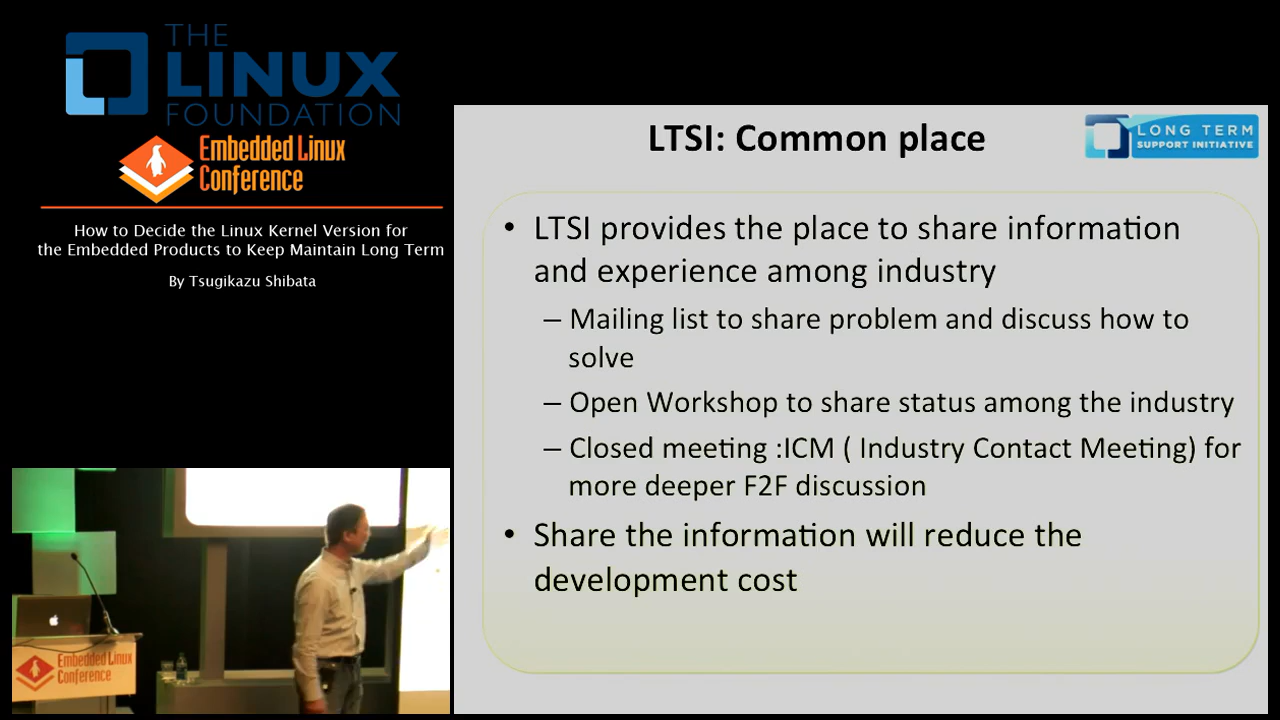 THE
LINUX
FOUNDATION
Embedded Linux
Conference
How to Decide the Linux Kernel Version for
the Embedded Products to Keep Maintain Long Term
By Tsugikazu Shibata
LTSI: Common place
LONG TERM
SUPPORT INITIATIVE
• LTSI provides the place to share information
and experience among industry
– Mailing list to share problem and discuss how to
solve
– Open Workshop to share status among the industry
– Closed meeting :ICM ( Industry Contact Meeting) for
more deeper F2F discussion
• Share the information will reduce the
development cost
Embedded Linux
Conference